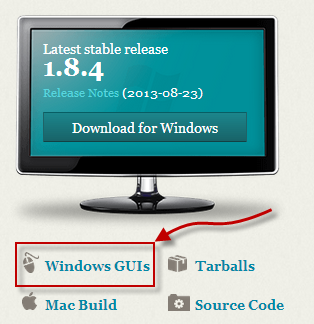 Latest stable release
1.8.4
Release Notes (2013-08-23)
Download for Windows
Windows GUIs
Tarballs
Mac Build
Source Code